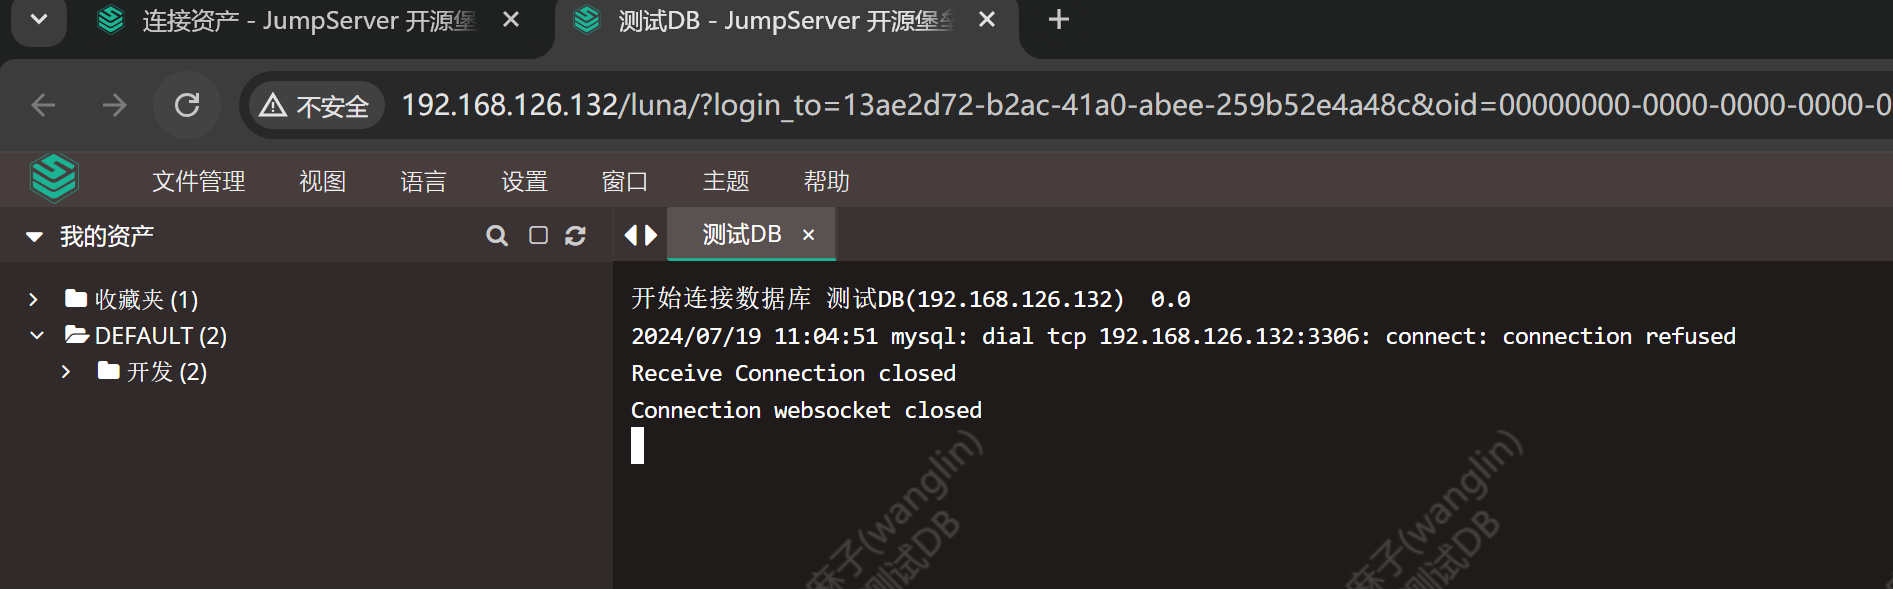 连接资产 - JumpServer 开源堡
测试DB - JumpServer 开源堡垒
不安全
192.168.126.132/luna/?login_to=13ae2d72-b2ac-41a0-abee-259b52e4a48c&oid=00000000-0000-0000-0000-0
文件管理 视图 语言 设置 窗口 主题 帮助
我的资产
测试DB
收藏夹 (1)
DEFAULT (2)
开发 (2)
开始连接数据库 测试DB(192.168.126.132)  0.0
2024/07/19 11:04:51 mysql: dial tcp 192.168.126.132:3306: connect: connection refused
Receive Connection closed
Connection websocket closed
麻子(wanglin)
测试DB
麻子(wanglin)
测试DB